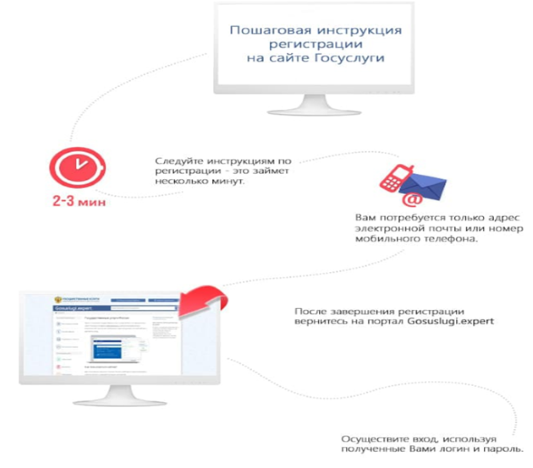 Пошаговая инструкция
регистрации
на сайте Госуслуги
Следуйте инструкциям по
регистрации - это займет
несколько минут.
2-3 мин
@
Вам потребуется только адрес
электронной почты или номер
мобильного телефона.
Gosuslugi.expert
После завершения регистрации
вернитесь на портал Gosuslugi.expert
Осуществите вход, используя
полученные Вами логин и пароль.